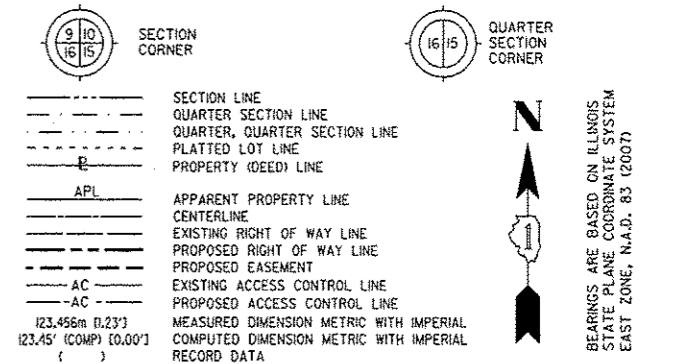 9 10
16 15
SECTION
CORNER
16 15
QUARTER
SECTION
CORNER
SECTION LINE
QUARTER SECTION LINE
QUARTER, QUARTER SECTION LINE
PLATTED LOT LINE
PROPERTY (DEED) LINE
APL
APPARENT PROPERTY LINE
CENTERLINE
EXISTING RIGHT OF WAY LINE
PROPOSED RIGHT OF WAY LINE
PROPOSED EASEMENT
AC
EXISTING ACCESS CONTROL LINE
AC
PROPOSED ACCESS CONTROL LINE
123.456m [1.23']
MEASURED DIMENSION METRIC WITH IMPERIAL
123.45' (COMP) [0.00']
COMPUTED DIMENSION METRIC WITH IMPERIAL
( )
RECORD DATA
N
1
BEARINGS ARE BASED ON ILLINOIS
STATE PLANE COORDINATE SYSTEM
EAST ZONE, N.A.D. 83 (2007)